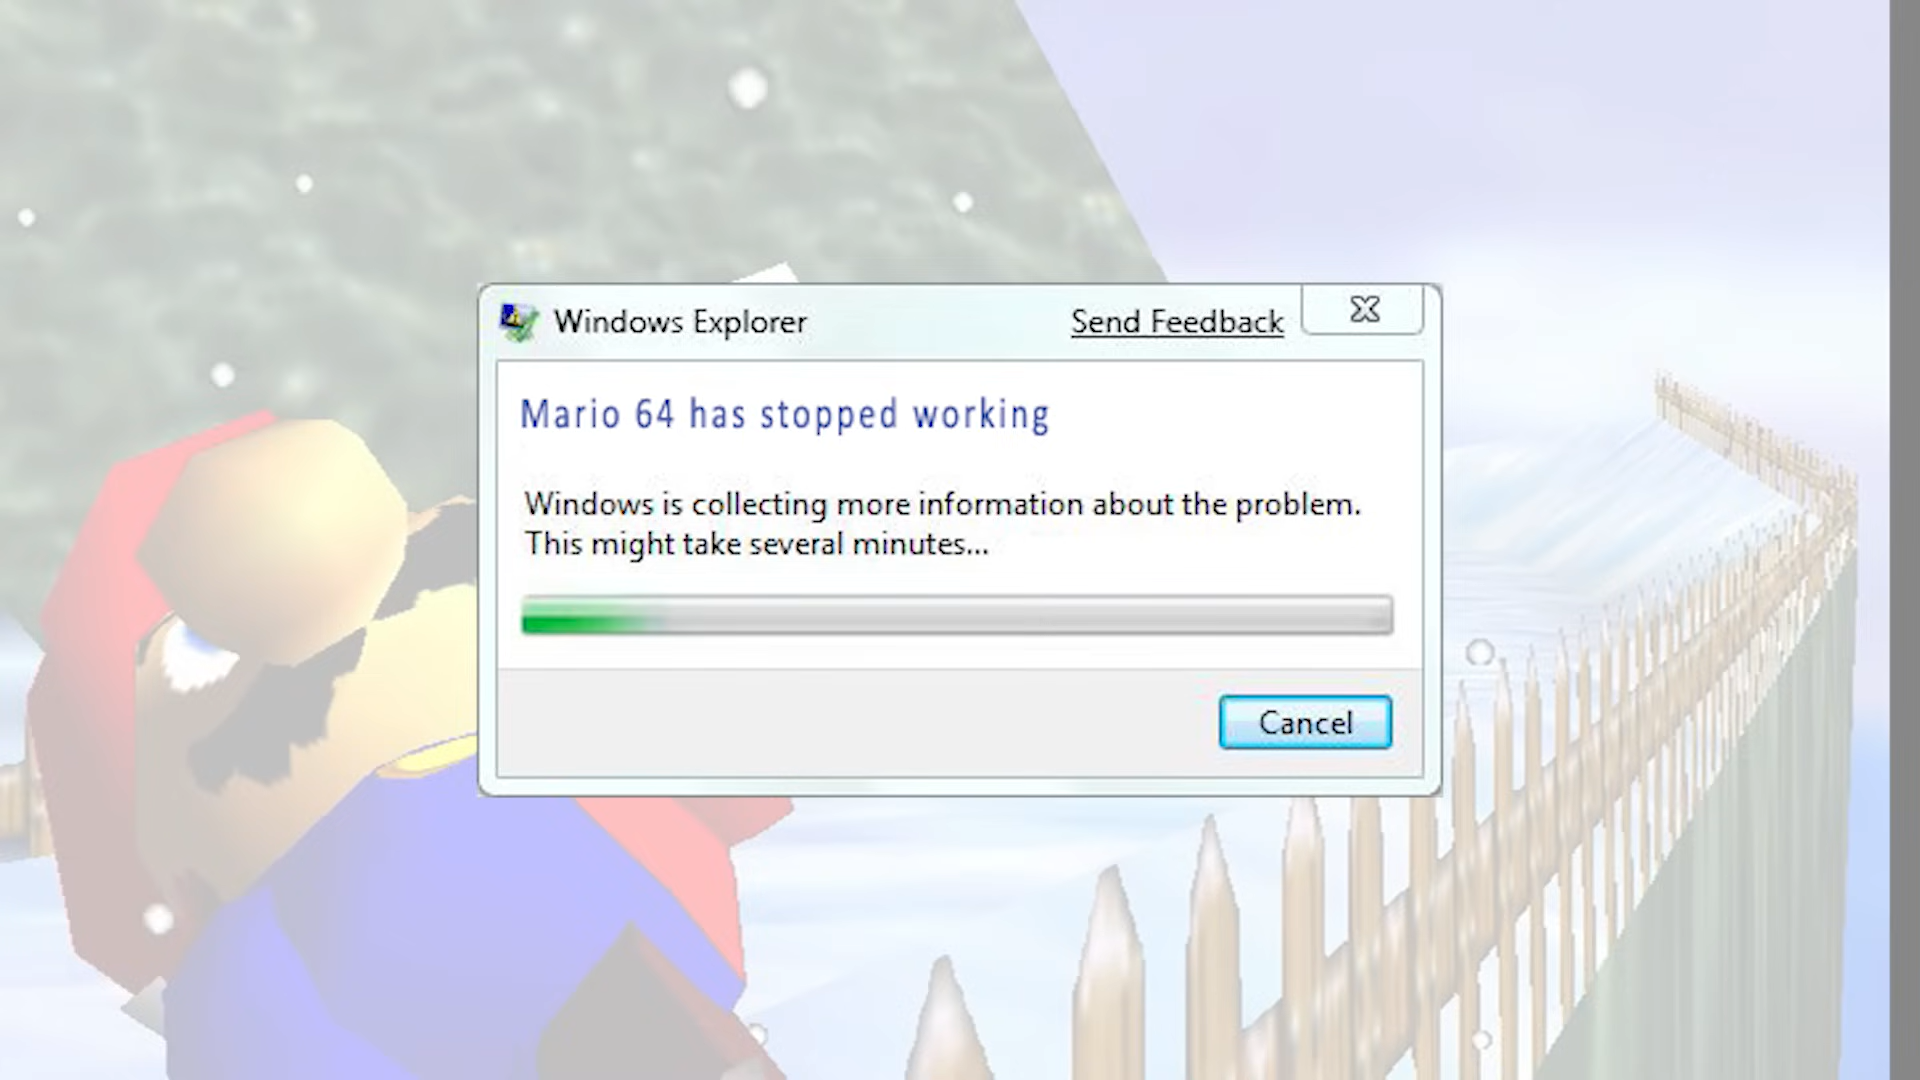 Windows Explorer
Send Feedback
Mario 64 has stopped working
Windows is collecting more information about the problem.
This might take several minutes...
Cancel